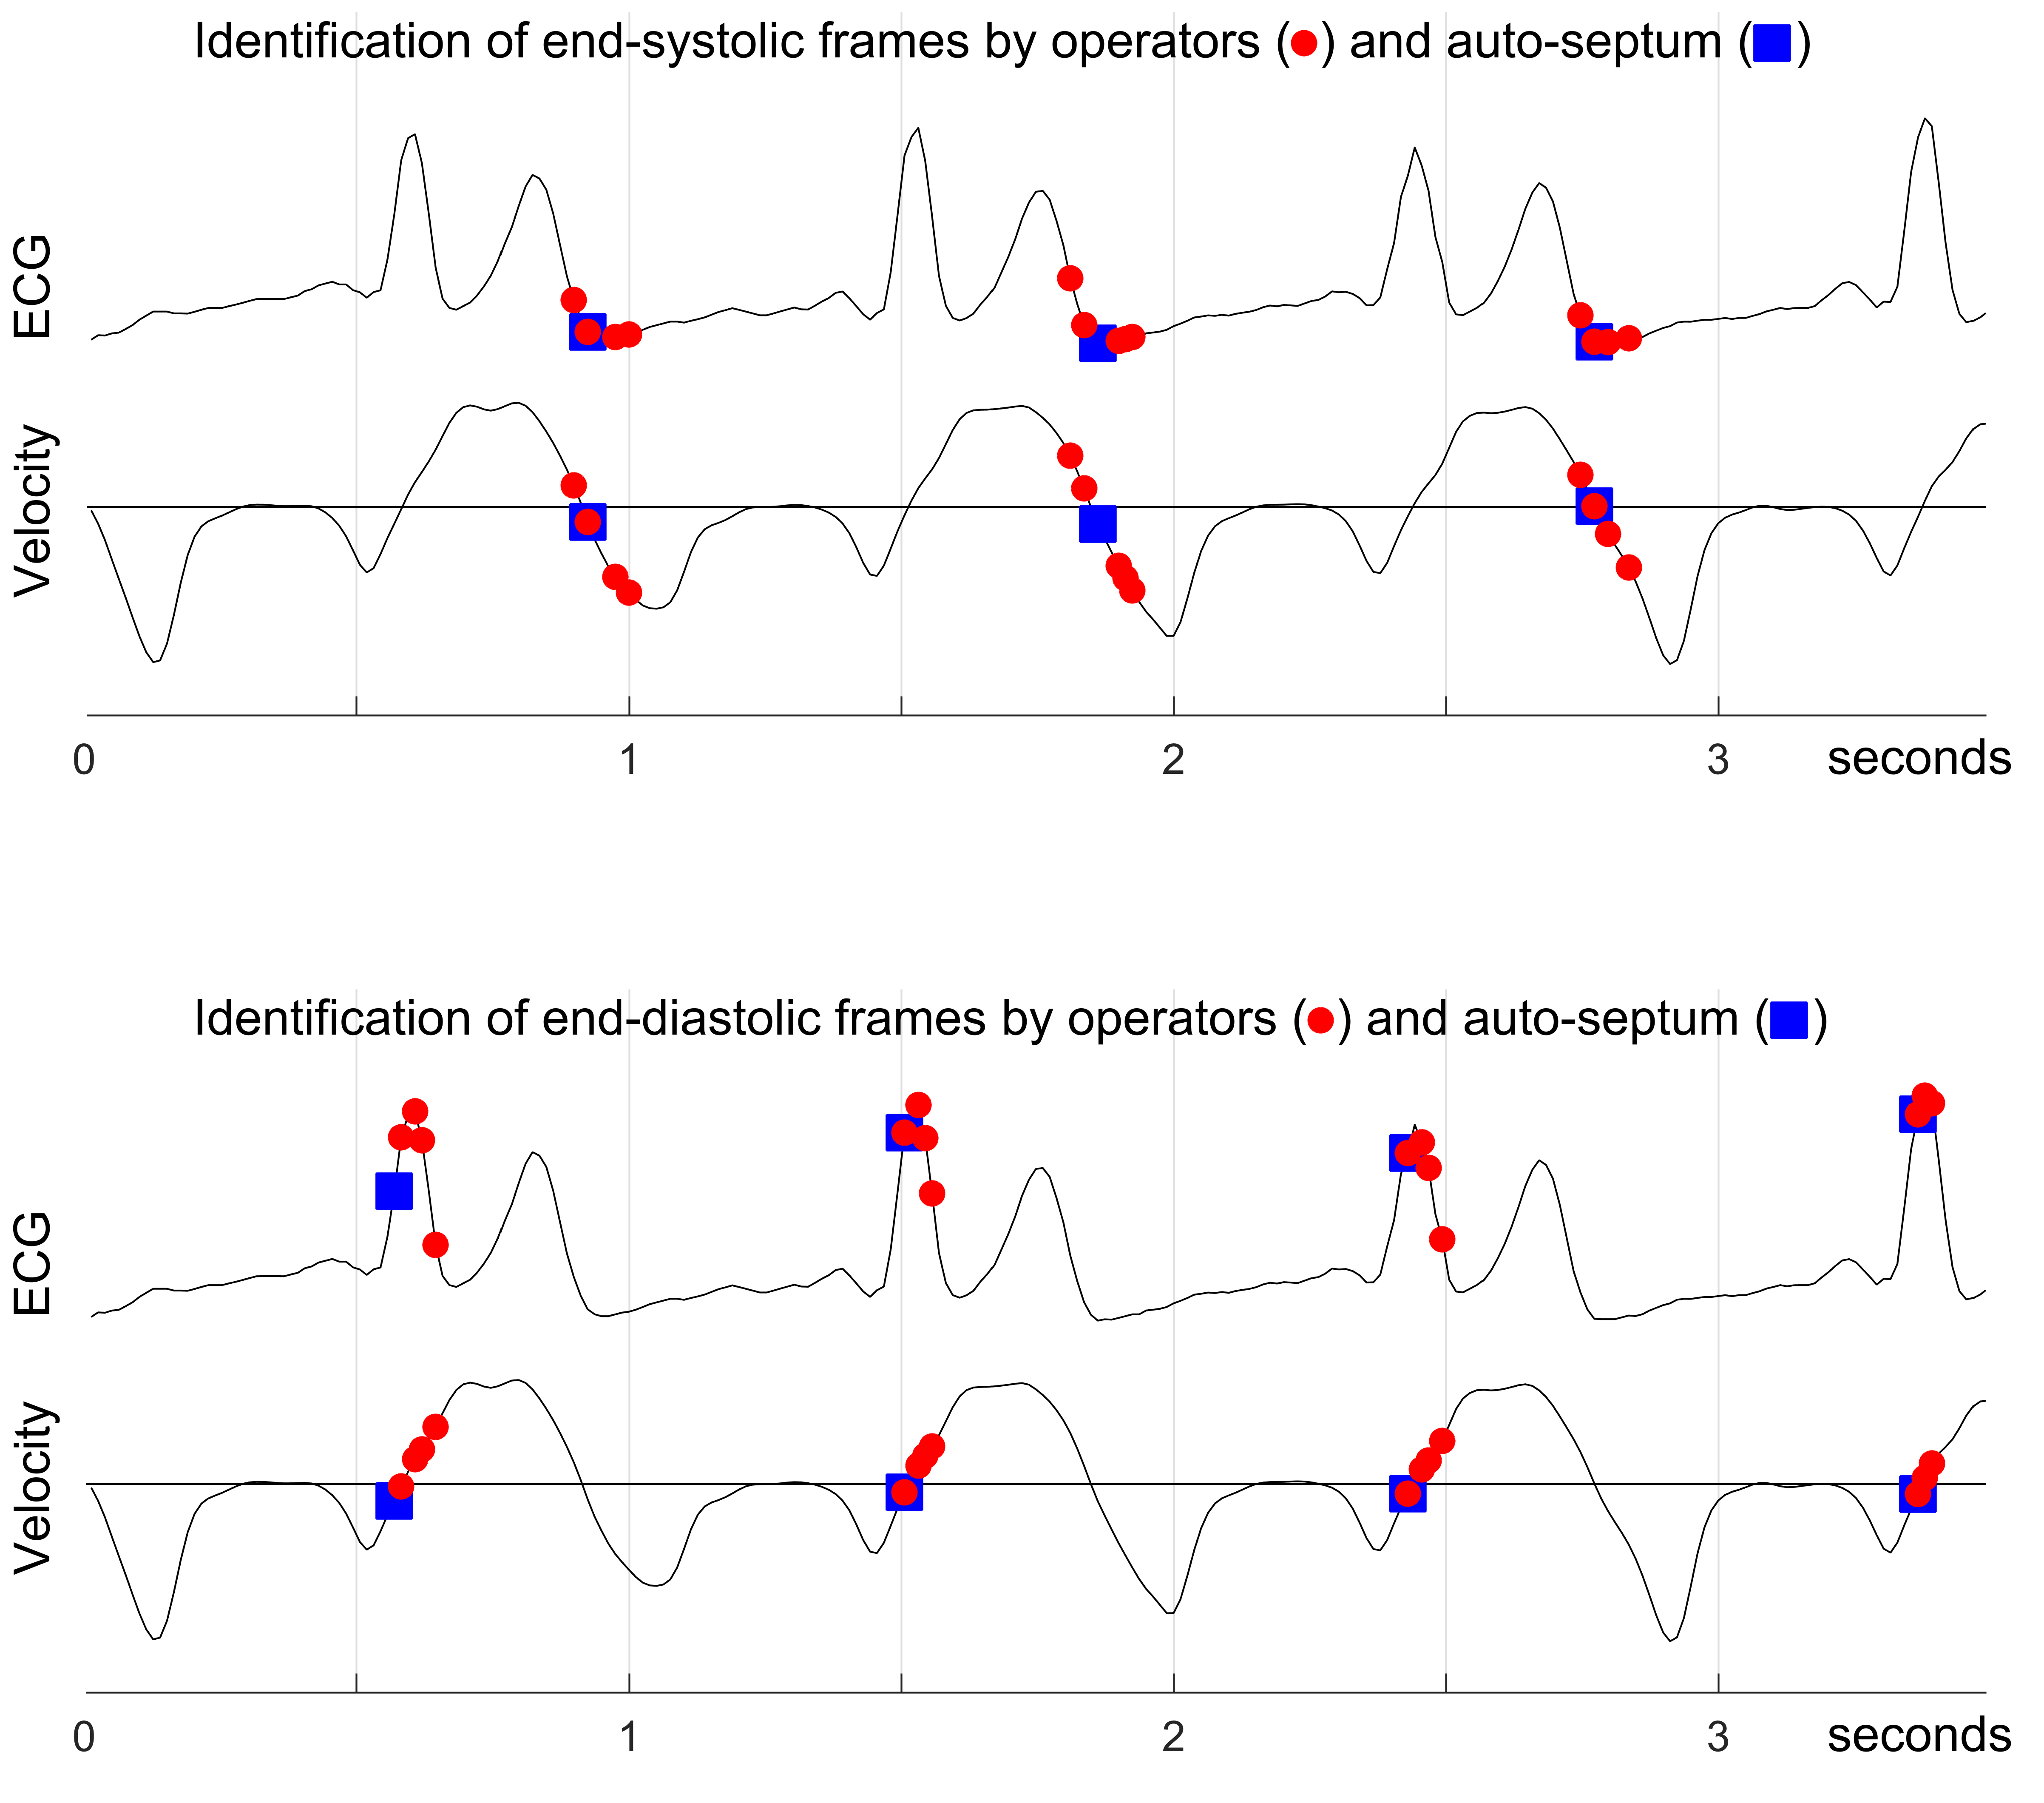 Identification of end-systolic frames by operators (●) and auto-septum (■)
ECG
Velocity
0 1 2 3 seconds
Identification of end-diastolic frames by operators (●) and auto-septum (■)
ECG
Velocity
0 1 2 3 seconds